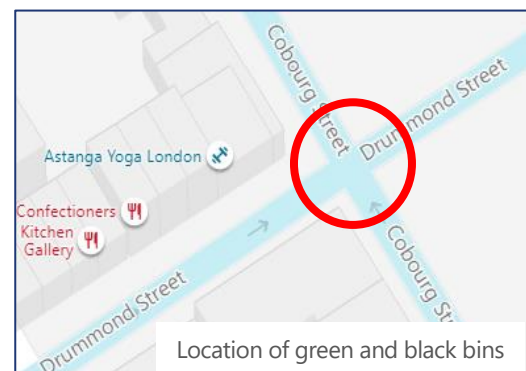 Cobourg Street
Drummond Street
Astanga Yoga London
Confectioners
Kitchen
Gallery
Cobourg St
Drummond Street
Location of green and black bins